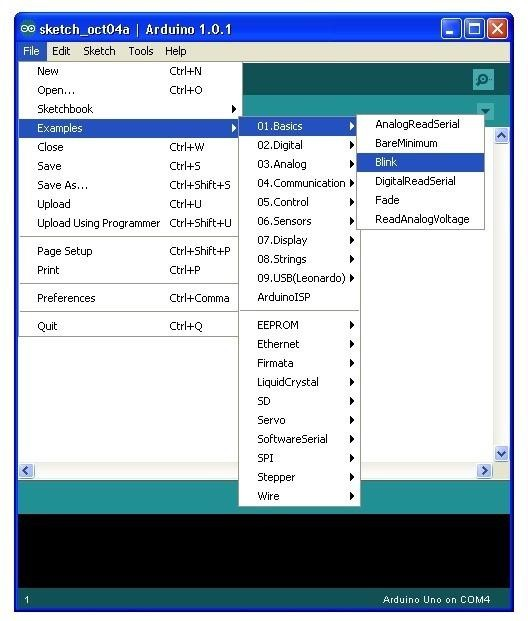 sketch_oct04a | Arduino 1.0.1
File Edit Sketch Tools Help
New Ctrl+N
Open... Ctrl+O
Sketchbook
Examples
Close Ctrl+W
Save Ctrl+S
Save As... Ctrl+Shift+S
Upload Ctrl+U
Upload Using Programmer Ctrl+Shift+U
Page Setup Ctrl+Shift+P
Print Ctrl+P
Preferences Ctrl+Comma
Quit Ctrl+Q
01.Basics
02.Digital
03.Analog
04.Communication
05.Control
06.Sensors
07.Display
08.Strings
09.USB(Leonardo)
ArduinoISP
EEPROM
Ethernet
Firmata
LiquidCrystal
SD
Servo
SoftwareSerial
SPI
Stepper
Wire
AnalogReadSerial
BareMinimum
Blink
DigitalReadSerial
Fade
ReadAnalogVoltage
1 Arduino Uno on COM4